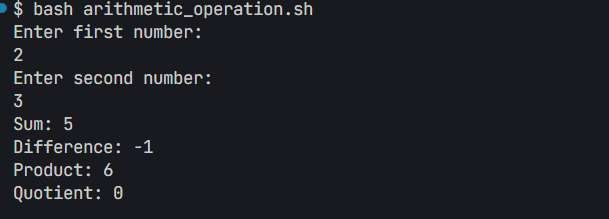 $ bash arithmetic_operation.sh
Enter first number:
2
Enter second number:
3
Sum: 5
Difference: -1
Product: 6
Quotient: 0